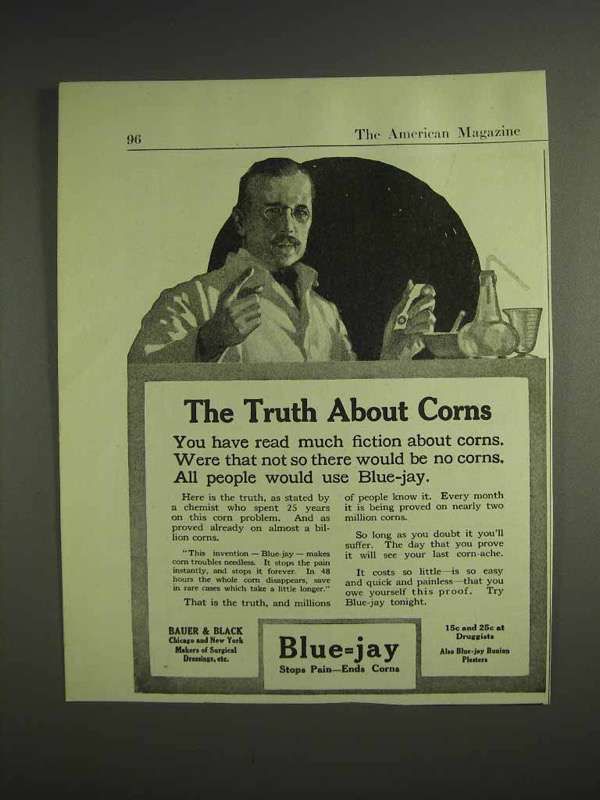 96
The American Magazine
The Truth About Corns
You have read much fiction about corns.
Were that not so there would be no corns.
All people would use Blue-jay.
Here is the truth, as stated by
a chemist who spent 25 years
on this corn problem. And as
proved already on almost a bil-
lion corns.
"This invention—Blue-jay—makes
corn troubles needless. It stops the pain
instantly, and stops it forever. In 48
hours the whole corn disappears, save
in rare cases which take a little longer."
That is the truth, and millions
of people know it. Every month
it is being proved on nearly two
million corns.
So long as you doubt it you'll
suffer. The day that you prove
it will see your last corn-ache.
It costs so little—is so easy
and quick and painless—that you
owe yourself this proof. Try
Blue-jay tonight.
BAUER & BLACK
Chicago and New York
Makers of Surgical
Dressings, etc.
Blue=jay
Stops Pain—Ends Corns
15c and 25c at
Druggists
Also Blue-jay Bunion
Plasters